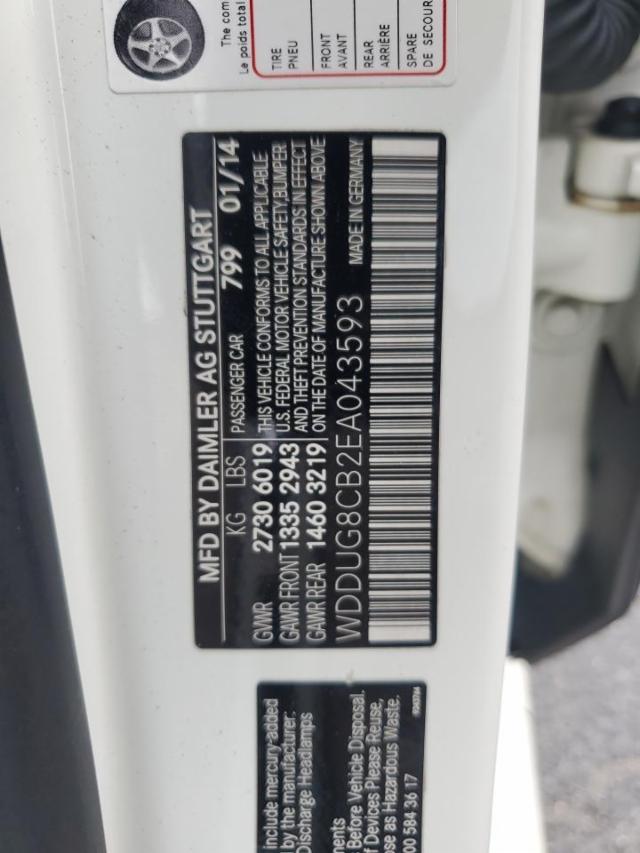 The com
Le poids total
TIRE
PNEU
FRONT
AVANT
REAR
ARRIÈRE
SPARE
DE SECOUR
MFD BY DAIMLER AG STUTTGART
KG LBS PASSENGER CAR 799 01/14
GVWR 2730 6019
GAWR FRONT 1335 2943
GAWR REAR 1460 3219
THIS VEHICLE CONFORMS TO ALL APPLICABLE
U.S. FEDERAL MOTOR VEHICLE SAFETY, BUMPER
AND THEFT PREVENTION STANDARDS IN EFFECT
ON THE DATE OF MANUFACTURE SHOWN ABOVE
WDDUG8CB2EA043593 MADE IN GERMANY
include mercury-added
by the manufacturer:
Discharge Headlamps
nents
Before Vehicle Disposal.
f Devices Please Reuse,
ose as Hazardous Waste.
00 584 36 17